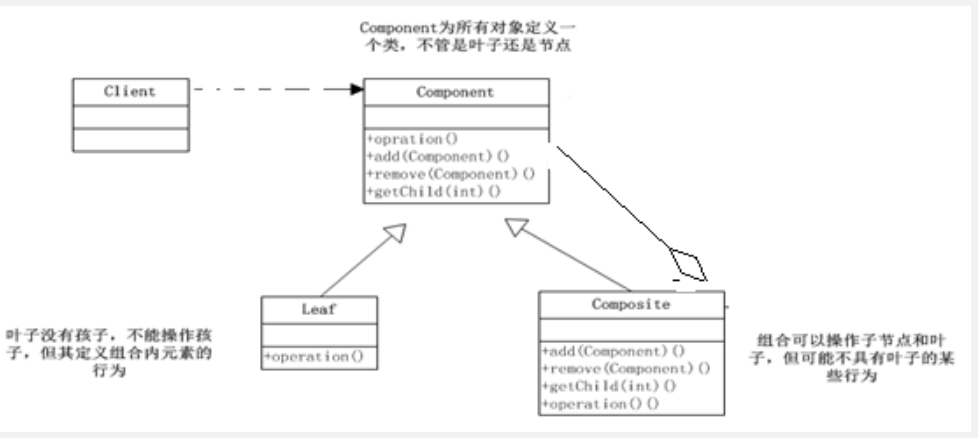 Component为所有对象定义一
个类，不管是叶子还是节点
Client
Component
+opration()
+add(Component)()
+remove(Component)()
+getChild(int)()
Leaf
+operation()
Composite
+add(Component)()
+remove(Component)()
+getChild(int)()
+operation()()
叶子没有孩子，不能操作孩
子，但其定义组合内元素的
行为
组合可以操作子节点和叶
子，但可能不具有叶子的某
些行为